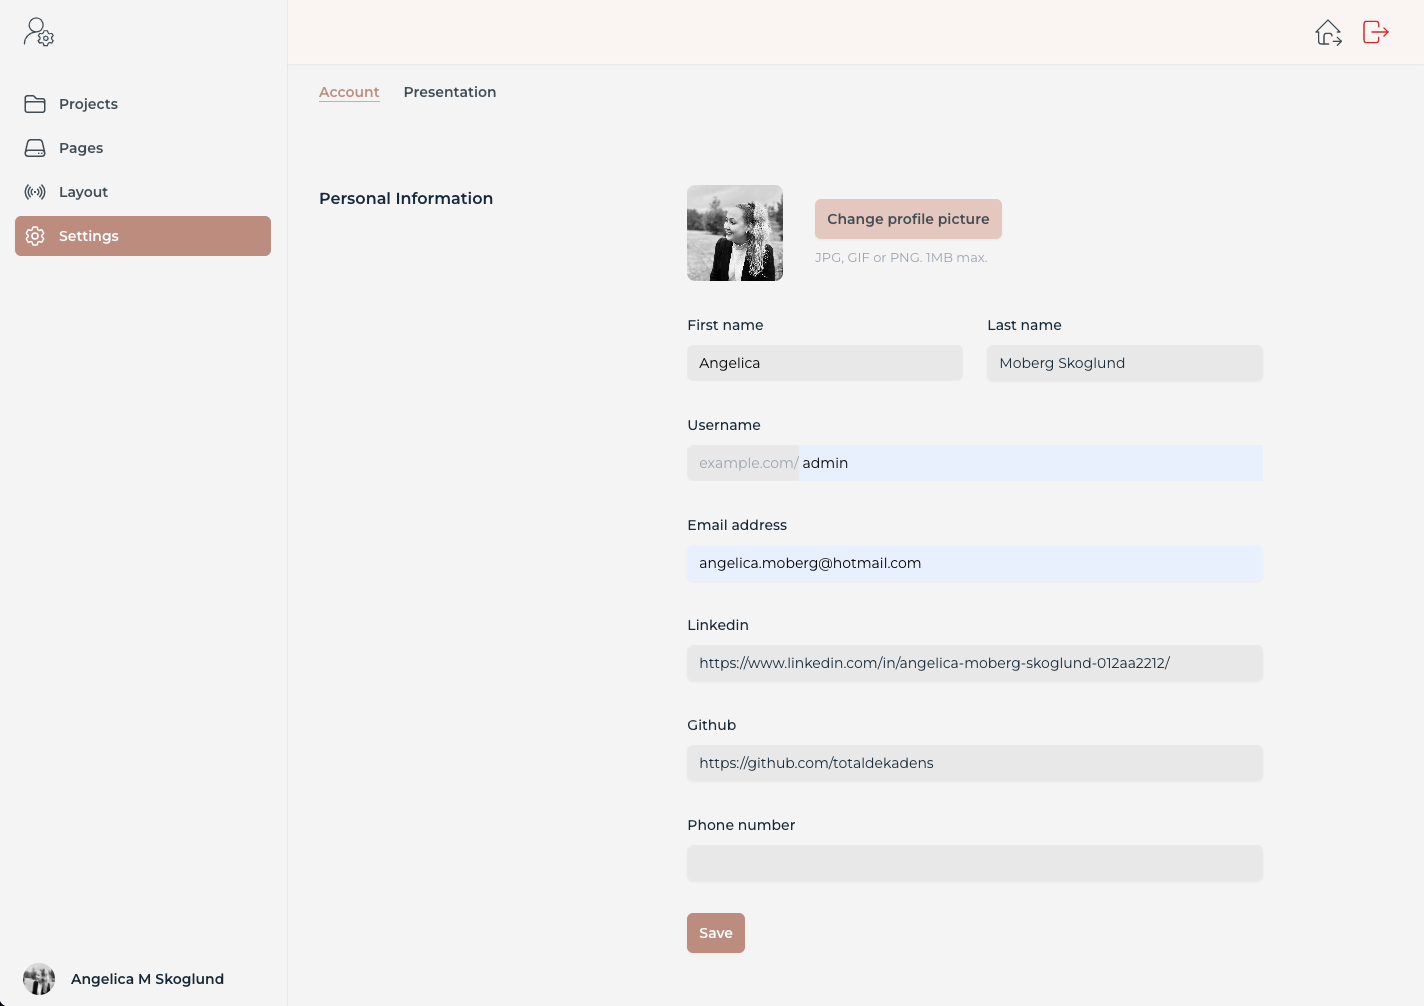 Projects
Pages
Layout
Settings
Angelica M Skoglund
Account Presentation
Personal Information
Change profile picture
JPG, GIF or PNG. 1MB max.
First name Last name
Angelica Moberg Skoglund
Username
example.com/ admin
Email address
angelica.moberg@hotmail.com
Linkedin
https://www.linkedin.com/in/angelica-moberg-skoglund-012aa2212/
Github
https://github.com/totaldekadens
Phone number
Save